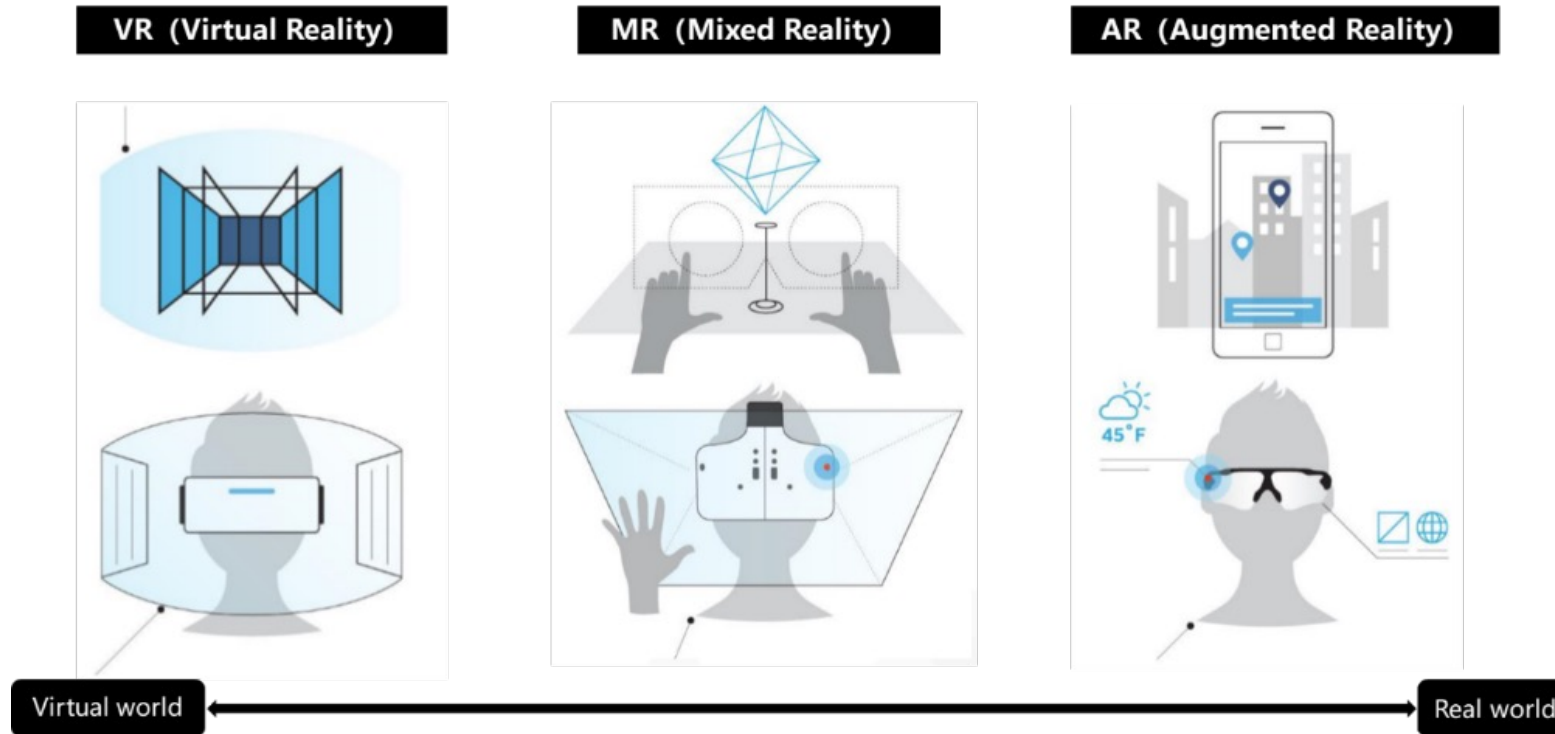 VR (Virtual Reality)
MR (Mixed Reality)
AR (Augmented Reality)
45°F
Virtual world
Real world